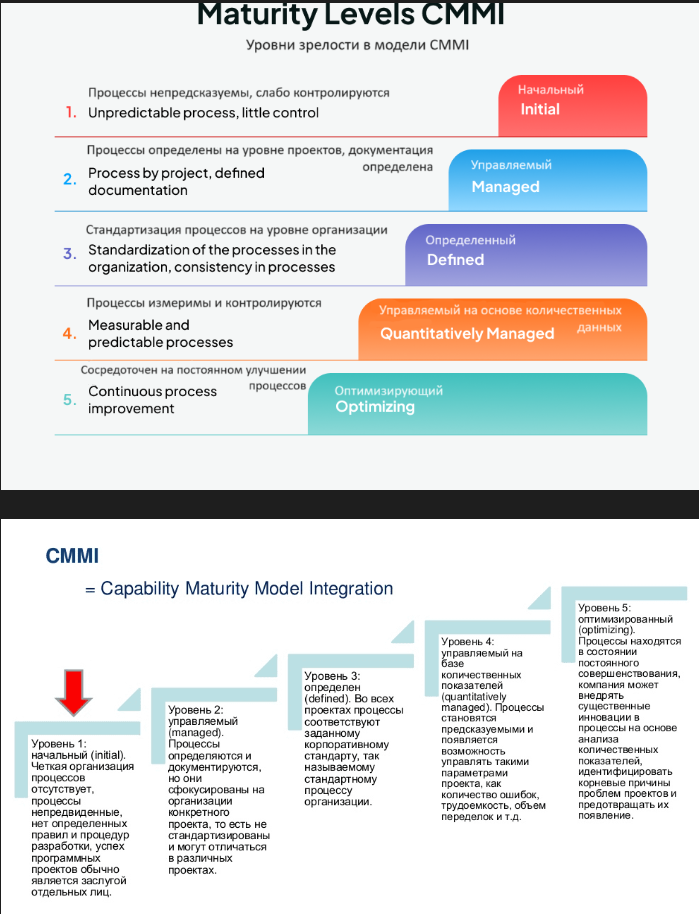 Maturity Levels CMMI
Уровни зрелости в модели CMMI
Процессы непредсказуемы, слабо контролируются
1. Unpredictable process, little control
Начальный
Initial
Процессы определены на уровне проектов, документация
определена
2. Process by project, defined
documentation
Управляемый
Managed
Стандартизация процессов на уровне организации
3. Standardization of the processes in the
organization, consistency in processes
Определенный
Defined
Процессы измеримы и контролируются
4. Measurable and
predictable processes
Управляемый на основе количественных
данных
Quantitatively Managed
Сосредоточен на постоянном улучшении
процессов
5. Continuous process
improvement
Оптимизирующий
Optimizing
CMMI
= Capability Maturity Model Integration
Уровень 1:
начальный (initial).
Четкая организация
процессов
отсутствует,
процессы
непредвиденные,
нет определенных
правил и процедур
разработки, успех
программных
проектов обычно
является заслугой
отдельных лиц.
Уровень 2:
управляемый
(managed).
Процессы
определяются и
документируются,
но они
сфокусированы на
организации
конкретного
проекта, то есть не
стандартизированы
и могут отличаться
в различных
проектах.
Уровень 3:
определен
(defined). Во всех
проектах процессы
соответствуют
заданному
корпоративному
стандарту, так
называемому
стандартному
процессу
организации.
Уровень 4:
управляемый на
базе
количественных
показателей
(quantitatively
managed). Процессы
становятся
предсказуемыми и
появляется
возможность
управлять такими
параметрами
проекта, как
количество ошибок,
трудоемкость, объем
переделок и т.д.
Уровень 5:
оптимизированный
(optimizing).
Процессы находятся
в состоянии
постоянного
совершенствования,
компания может
внедрять
существенные
инновации в
процессы на основе
анализа
количественных
показателей,
идентифицировать
корневые причины
проблем проектов и
предотвращать их
появление.